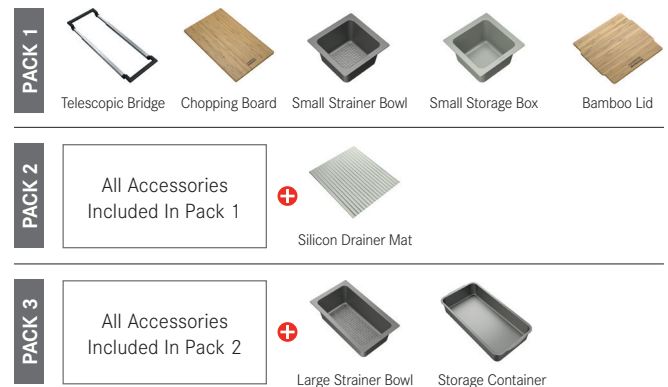 PACK 1
Telescopic Bridge
Chopping Board
Small Strainer Bowl
Small Storage Box
Bamboo Lid
PACK 2
All Accessories
Included In Pack 1
Silicon Drainer Mat
PACK 3
All Accessories
Included In Pack 2
Large Strainer Bowl
Storage Container